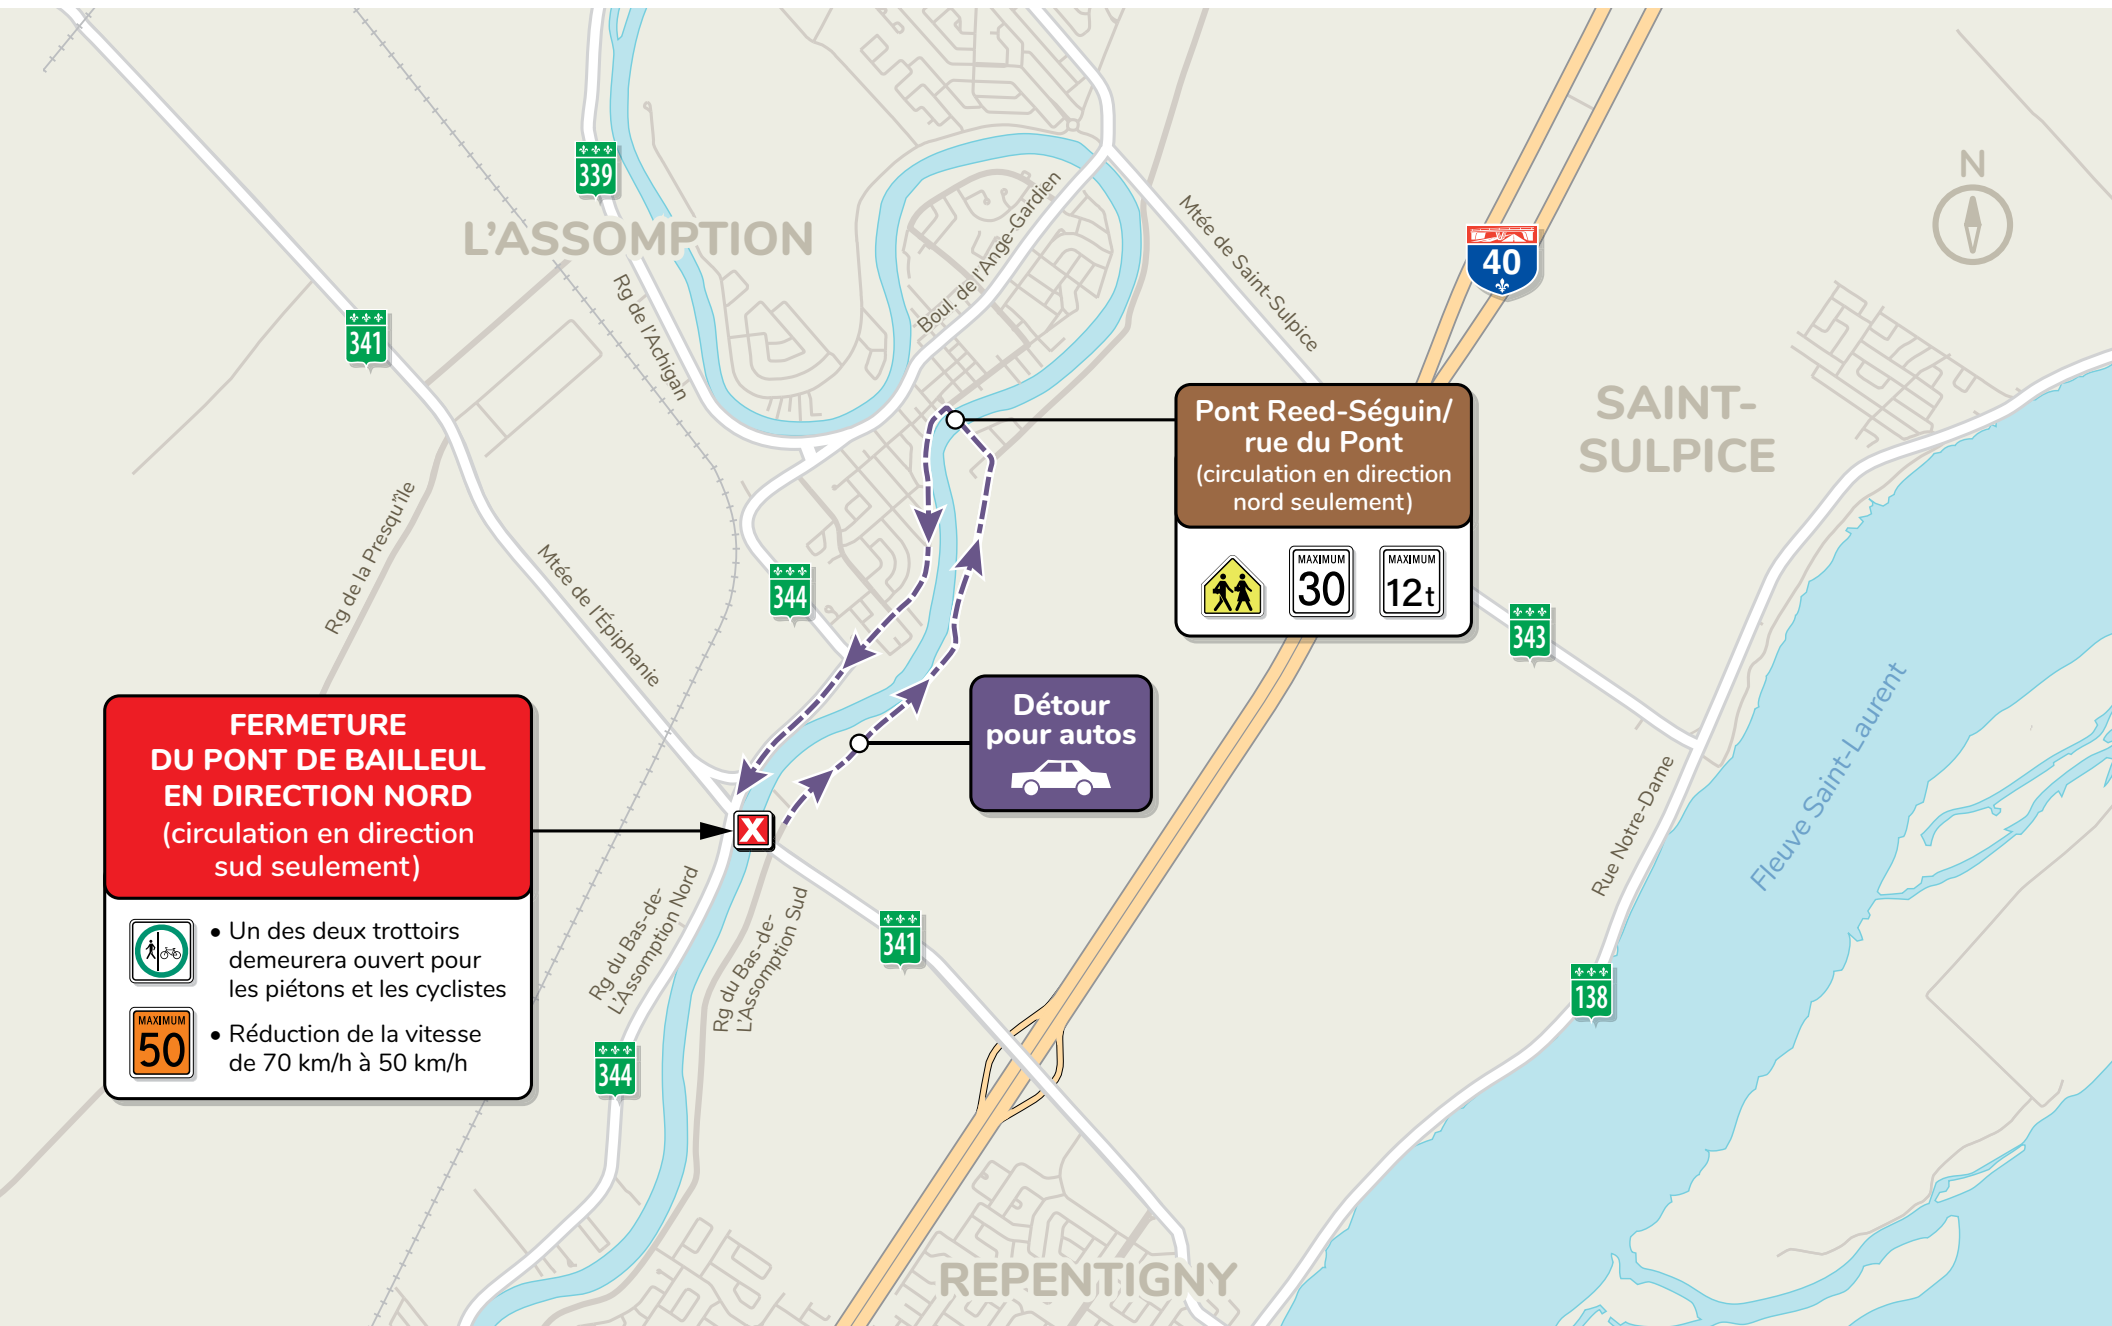 339
L'ASSOMPTION
341
Rg de l'Achigan
Boul. de l'Ange-Gardien
Mtée de Saint-Sulpice
40
N
SAINT-
SULPICE
Pont Reed-Séguin/
rue du Pont
(circulation en direction
nord seulement)
MAXIMUM
30
MAXIMUM
12t
Rg de la Presqu'île
Mtée de l'Épiphanie
344
343
FERMETURE
DU PONT DE BAILLEUL
EN DIRECTION NORD
(circulation en direction
sud seulement)
• Un des deux trottoirs
demeurera ouvert pour
les piétons et les cyclistes
MAXIMUM
50
• Réduction de la vitesse
de 70 km/h à 50 km/h
Détour
pour autos
X
Rg du Bas-de-
L'Assomption Nord
Rg du Bas-de-
L'Assomption Sud
341
344
Rue Notre-Dame
Fleuve Saint-Laurent
138
REPENTIGNY